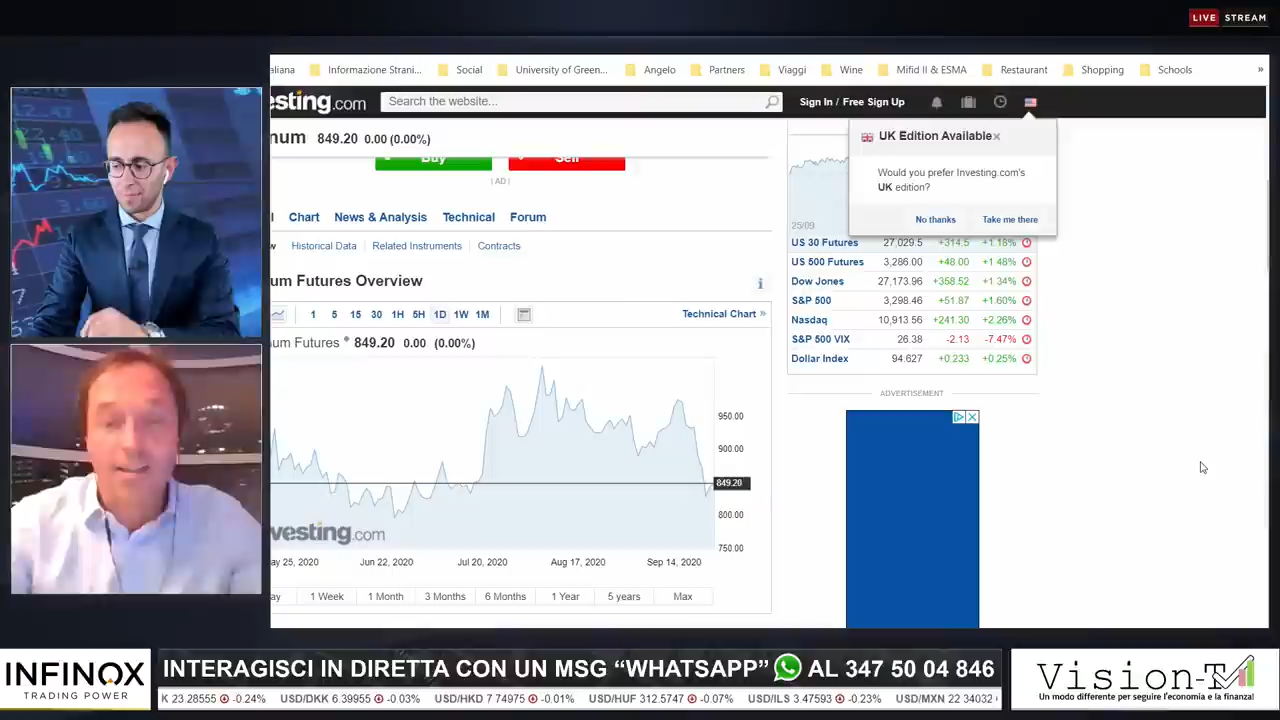 LIVE STREAM
aliana Informazione Strani... Social University of Green... Angelo Partners Viaggi Wine Mifid II & ESMA Restaurant Shopping Schools »
esting.com Search the website... Sign In / Free Sign Up
num 849.20 0.00 (0.00%)
UK Edition Available
Would you prefer Investing.com's
UK edition?
No thanks Take me there
Buy Sell
| AD |
Chart News & Analysis Technical Forum
Historical Data Related Instruments Contracts
um Futures Overview
1 5 15 30 1H 5H 1D 1W 1M Technical Chart »
um Futures 849.20 0.00 (0.00%)
950.00
900.00
849.20
800.00
750.00
vesting.com
ay 25, 2020 Jun 22, 2020 Jul 20, 2020 Aug 17, 2020 Sep 14, 2020
ay 1 Week 1 Month 3 Months 6 Months 1 Year 5 years Max
25/09
US 30 Futures 27,029.5 +314.5 +1.18%
US 500 Futures 3,286.00 +48.00 +1.48%
Dow Jones 27,173.96 +358.52 +1.34%
S&P 500 3,298.46 +51.87 +1.60%
Nasdaq 10,913.56 +241.30 +2.26%
S&P 500 VIX 26.38 -2.13 -7.47%
Dollar Index 94.627 +0.233 +0.25%
ADVERTISEMENT
INFINOX
TRADING POWER
INTERAGISCI IN DIRETTA CON UN MSG “WHATSAPP” AL 347 50 04 846
K 23.28555 -0.24% USD/DKK 6.39955 -0.03% USD/HKD 7.74975 -0.01% USD/HUF 312.5747 -0.07% USD/ILS 3.47593 -0.23% USD/MXN 22.34032
Vision-T
Un modo differente per seguire l'economia e la finanza!